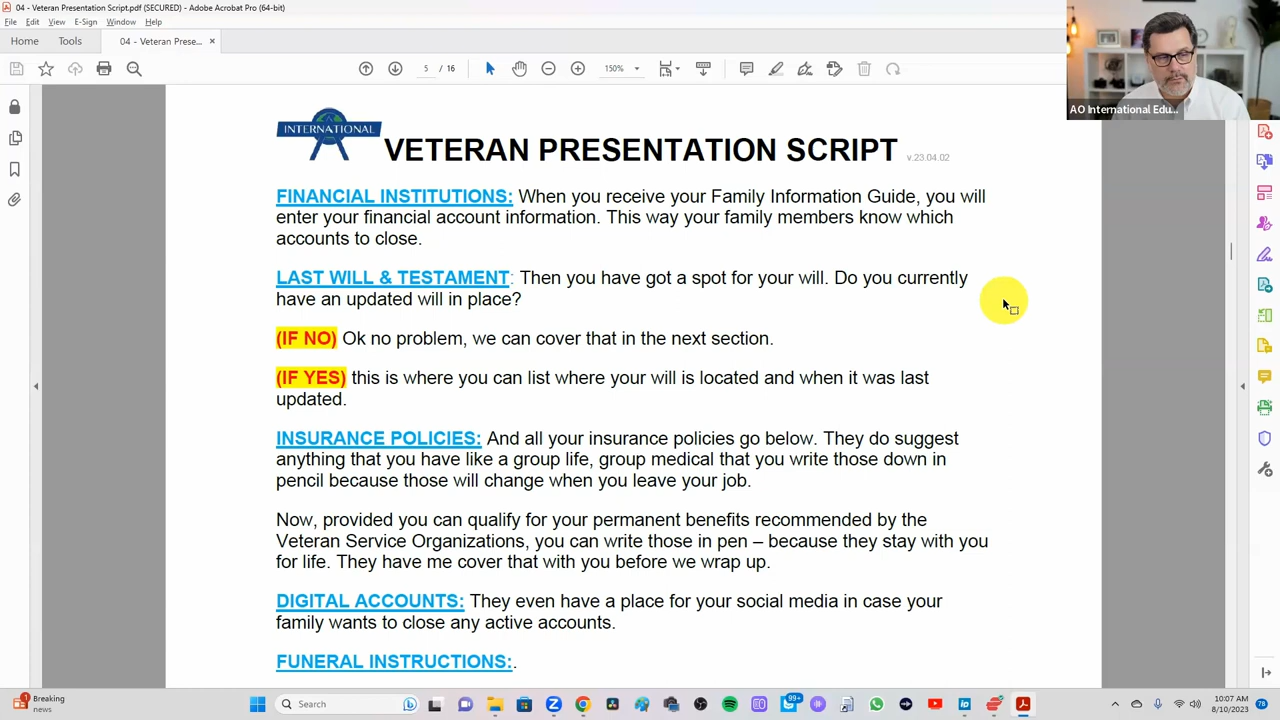 04 - Veteran Presentation Script.pdf (SECURED) - Adobe Acrobat Pro (64-bit)
File Edit View E-Sign Window Help
Home Tools 04 - Veteran Prese... ×
5 / 16 150%
AO International Edu...
INTERNATIONAL
VETERAN PRESENTATION SCRIPT v.23.04.02
FINANCIAL INSTITUTIONS: When you receive your Family Information Guide, you will
enter your financial account information. This way your family members know which
accounts to close.
LAST WILL & TESTAMENT: Then you have got a spot for your will. Do you currently
have an updated will in place?
(IF NO) Ok no problem, we can cover that in the next section.
(IF YES) this is where you can list where your will is located and when it was last
updated.
INSURANCE POLICIES: And all your insurance policies go below. They do suggest
anything that you have like a group life, group medical that you write those down in
pencil because those will change when you leave your job.
Now, provided you can qualify for your permanent benefits recommended by the
Veteran Service Organizations, you can write those in pen – because they stay with you
for life. They have me cover that with you before we wrap up.
DIGITAL ACCOUNTS: They even have a place for your social media in case your
family wants to close any active accounts.
FUNERAL INSTRUCTIONS:.
Breaking
news
Search
99+
10:07 AM
8/10/2023